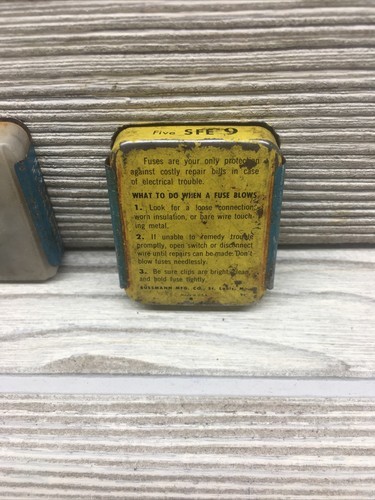 Five SFE 9
Fuses are your only protection
against costly repair bills in case
of electrical trouble.
WHAT TO DO WHEN A FUSE BLOWS
1. Look for a loose connection,
worn insulation, or bare wire touch-
ing metal.
2. If unable to remedy trouble
promptly, open switch or disconnect
wire until repairs can be made. Don't
blow fuses needlessly.
3. Be sure clips are bright, clean
and hold fuse tightly.
BUSSMANN MFG. CO., St. Louis,